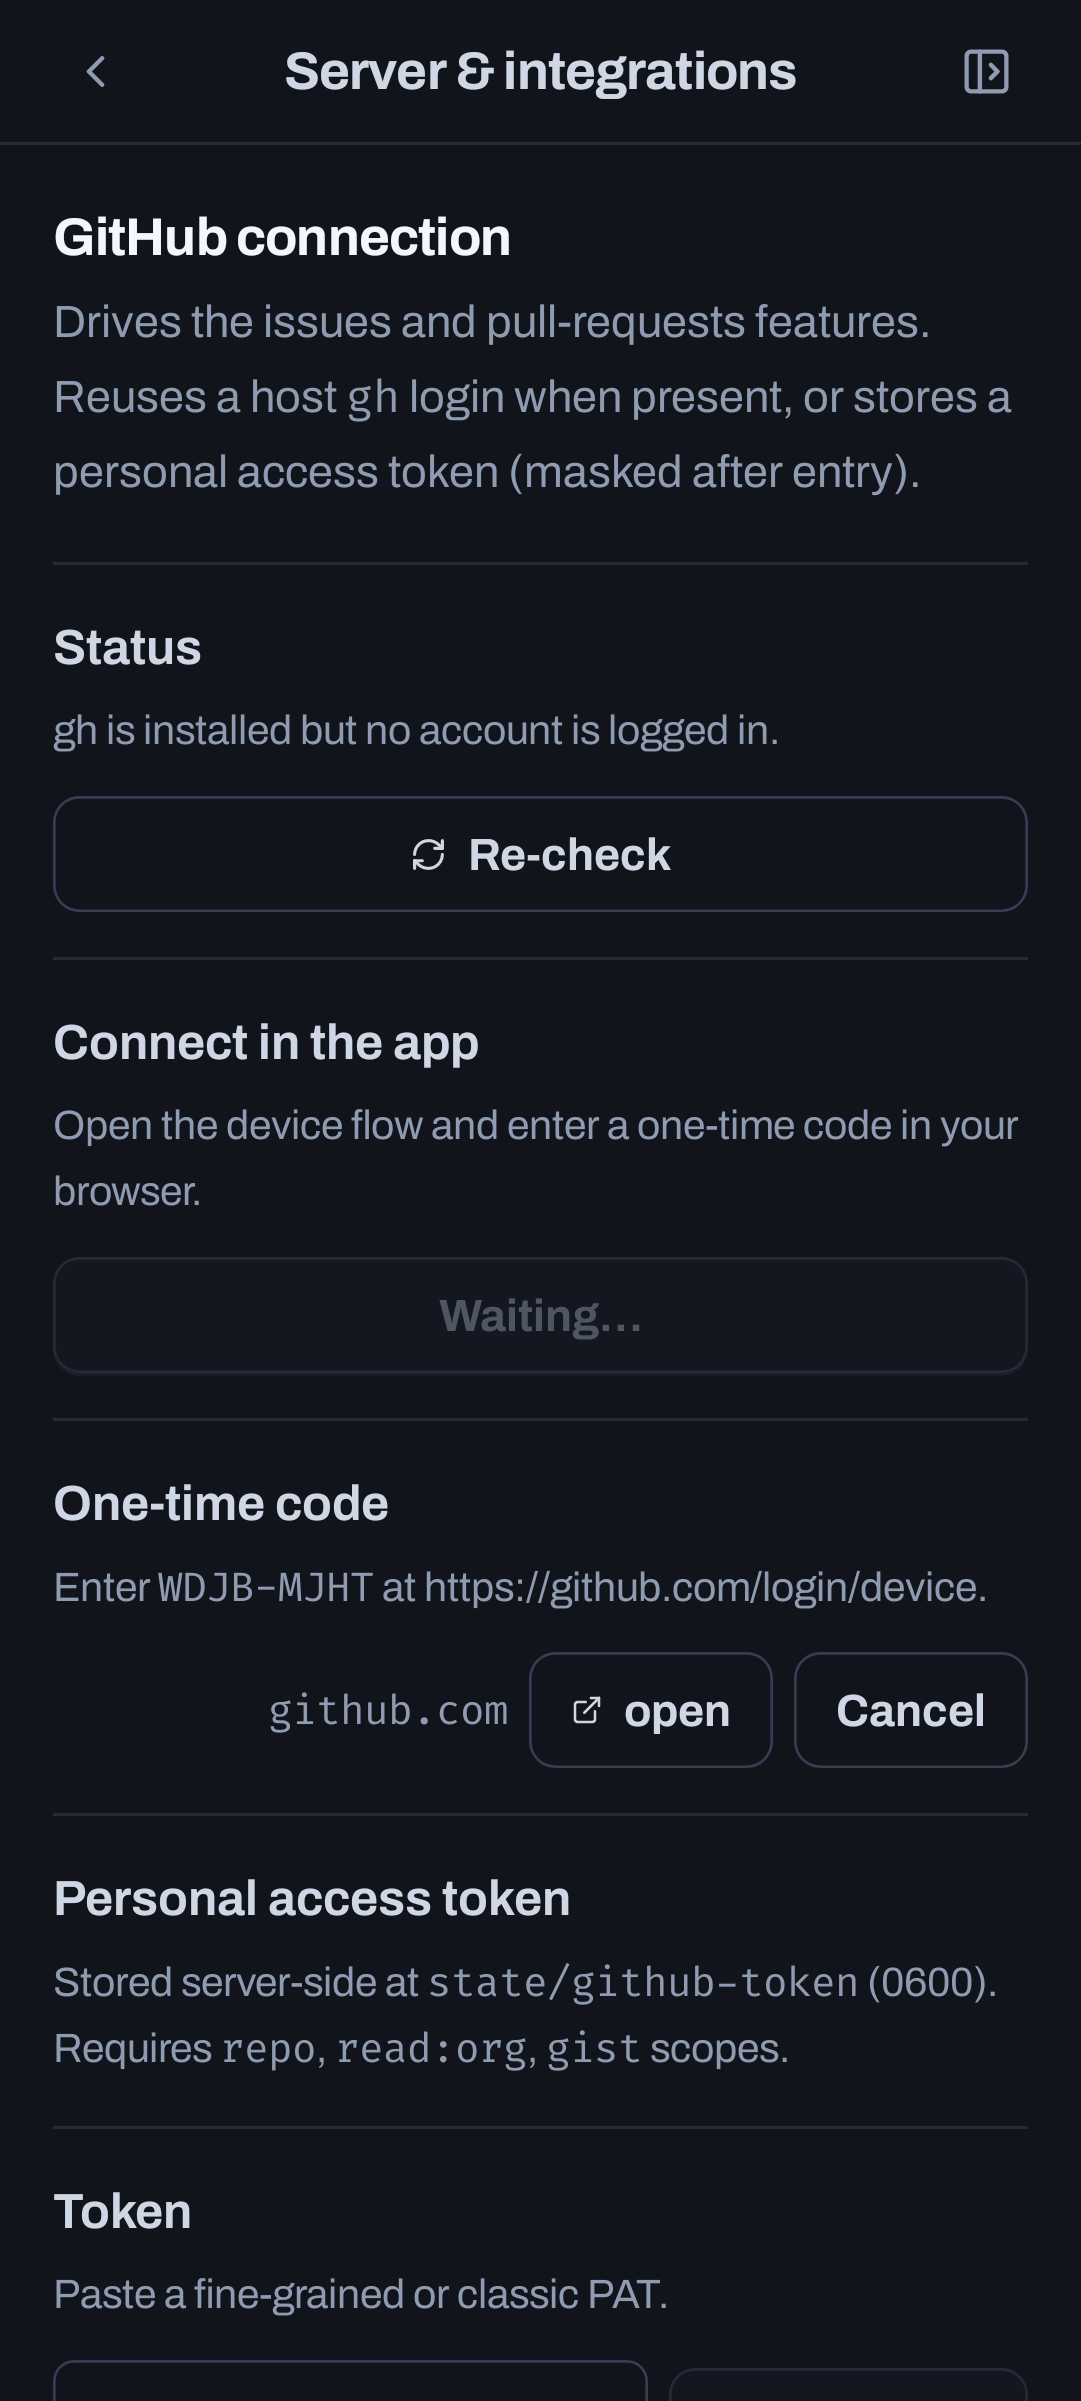 Server & integrations
GitHub connection
Drives the issues and pull-requests features.
Reuses a host gh login when present, or stores a
personal access token (masked after entry).
Status
gh is installed but no account is logged in.
Re-check
Connect in the app
Open the device flow and enter a one-time code in your
browser.
Waiting…
One-time code
Enter WDJB-MJHT at https://github.com/login/device.
github.com open Cancel
Personal access token
Stored server-side at state/github-token (0600).
Requires repo, read:org, gist scopes.
Token
Paste a fine-grained or classic PAT.